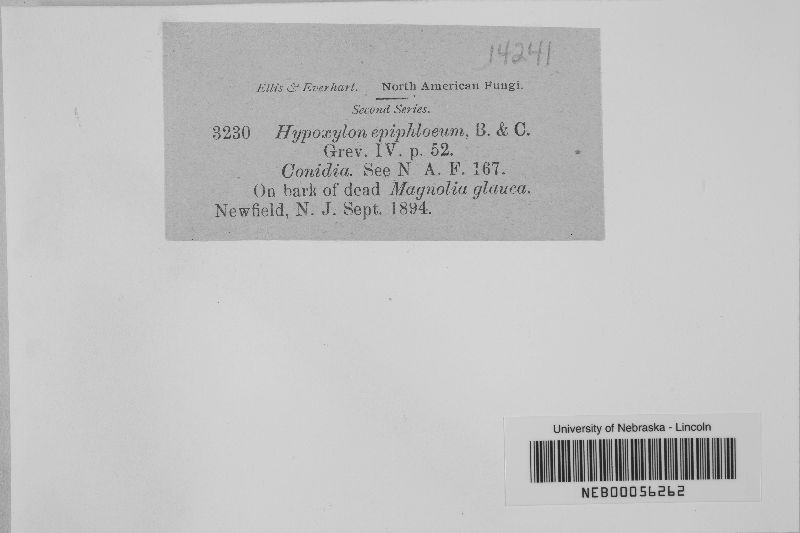 14241
Ellis & Everhart. North American Fungi.
Second Series.
3230 Hypoxylon epiphloeum, B. & C.
Grev. IV. p. 52.
Conidia. See N A. F. 167.
On bark of dead Magnolia glauca.
Newfield, N. J. Sept. 1894.
University of Nebraska - Lincoln
NEB00056262